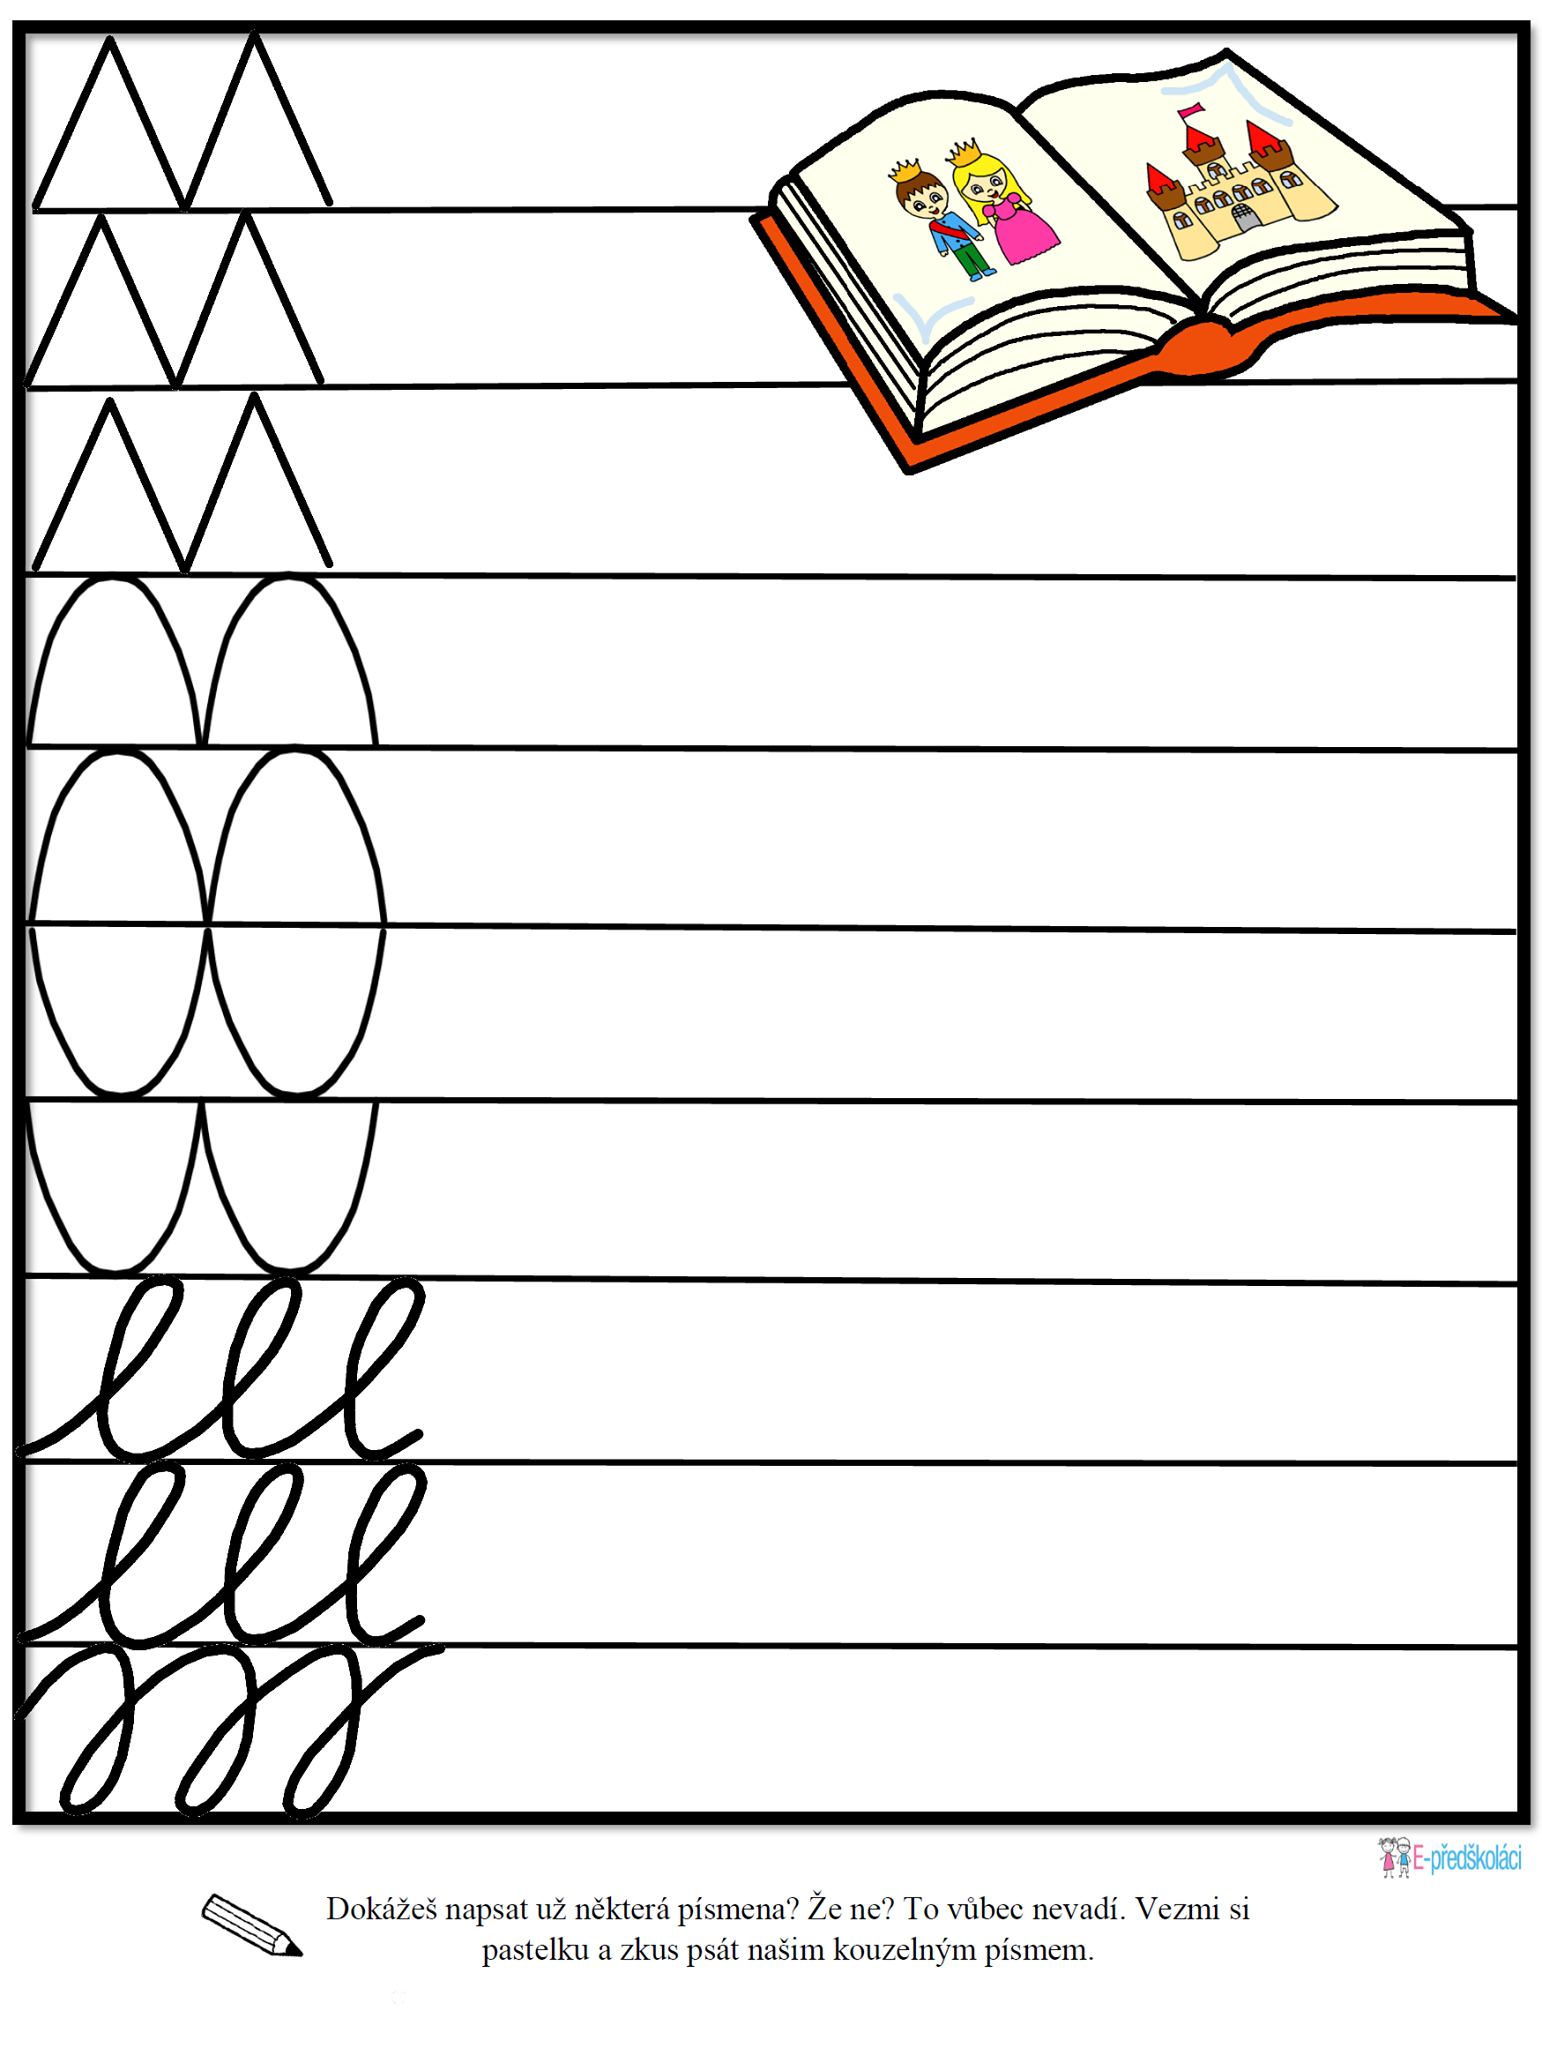 E-předškoláci
Dokážeš napsat už některá písmena? Že ne? To vůbec nevadí. Vezmi si
pastelku a zkus psát našim kouzelným písmem.